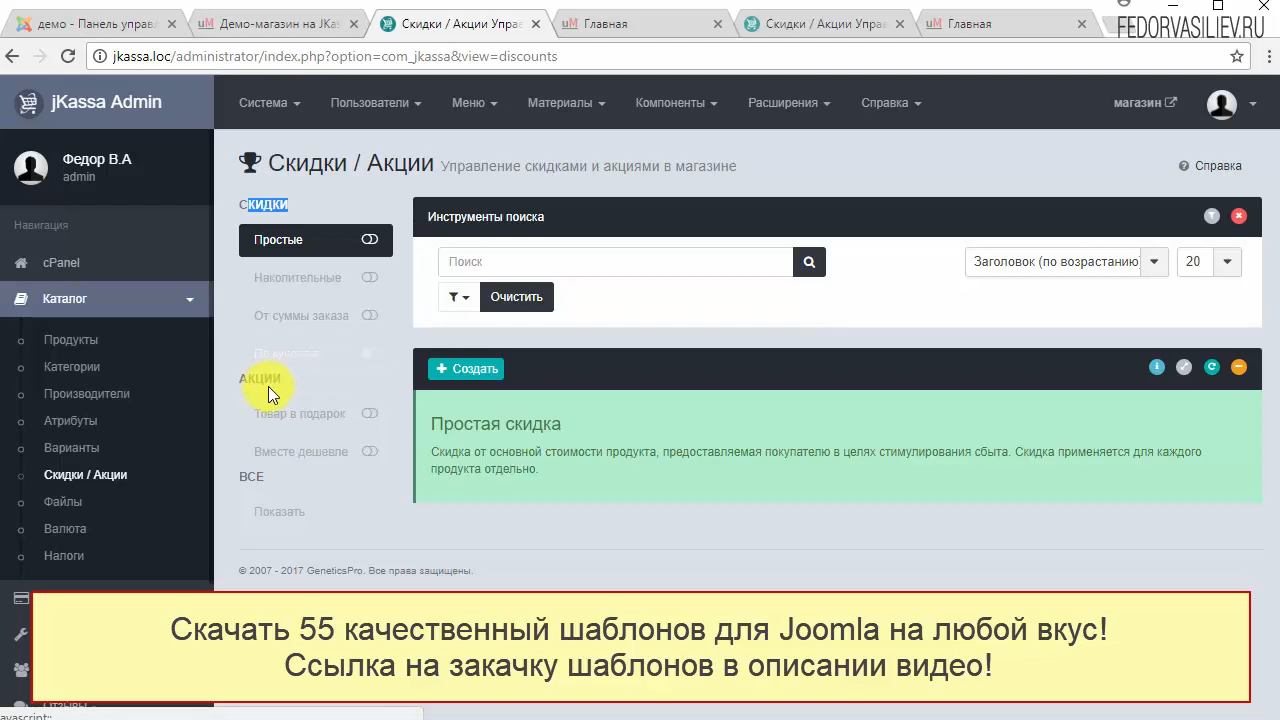 демо - Панель управл
Демо-магазин на JKas
Скидки / Акции Упра
Главная
Скидки / Акции Упра
Главная
FEDORVASILIEV.RU
jkassa.loc/administrator/index.php?option=com_jkassa&view=discounts
jKassa Admin
Система
Пользователи
Меню
Материалы
Компоненты
Расширения
Справка
магазин
Федор В.А
admin
Навигация
cPanel
Каталог
Продукты
Категории
Производители
Атрибуты
Варианты
Скидки / Акции
Файлы
Валюта
Налоги
Отзывы
Скидки / Акции Управление скидками и акциями в магазине
Справка
СКИДКИ
Простые
Накопительные
От суммы заказа
По купонам
АКЦИИ
Товар в подарок
Вместе дешевле
ВСЕ
Показать
Инструменты поиска
Поиск
Заголовок (по возрастанию)
20
Очистить
Создать
Простая скидка
Скидка от основной стоимости продукта, предоставляемая покупателю в целях стимулирования сбыта. Скидка применяется для каждого
продукта отдельно.
© 2007 - 2017 GeneticsPro. Все права защищены.
Скачать 55 качественный шаблонов для Joomla на любой вкус!
Ссылка на закачку шаблонов в описании видео!